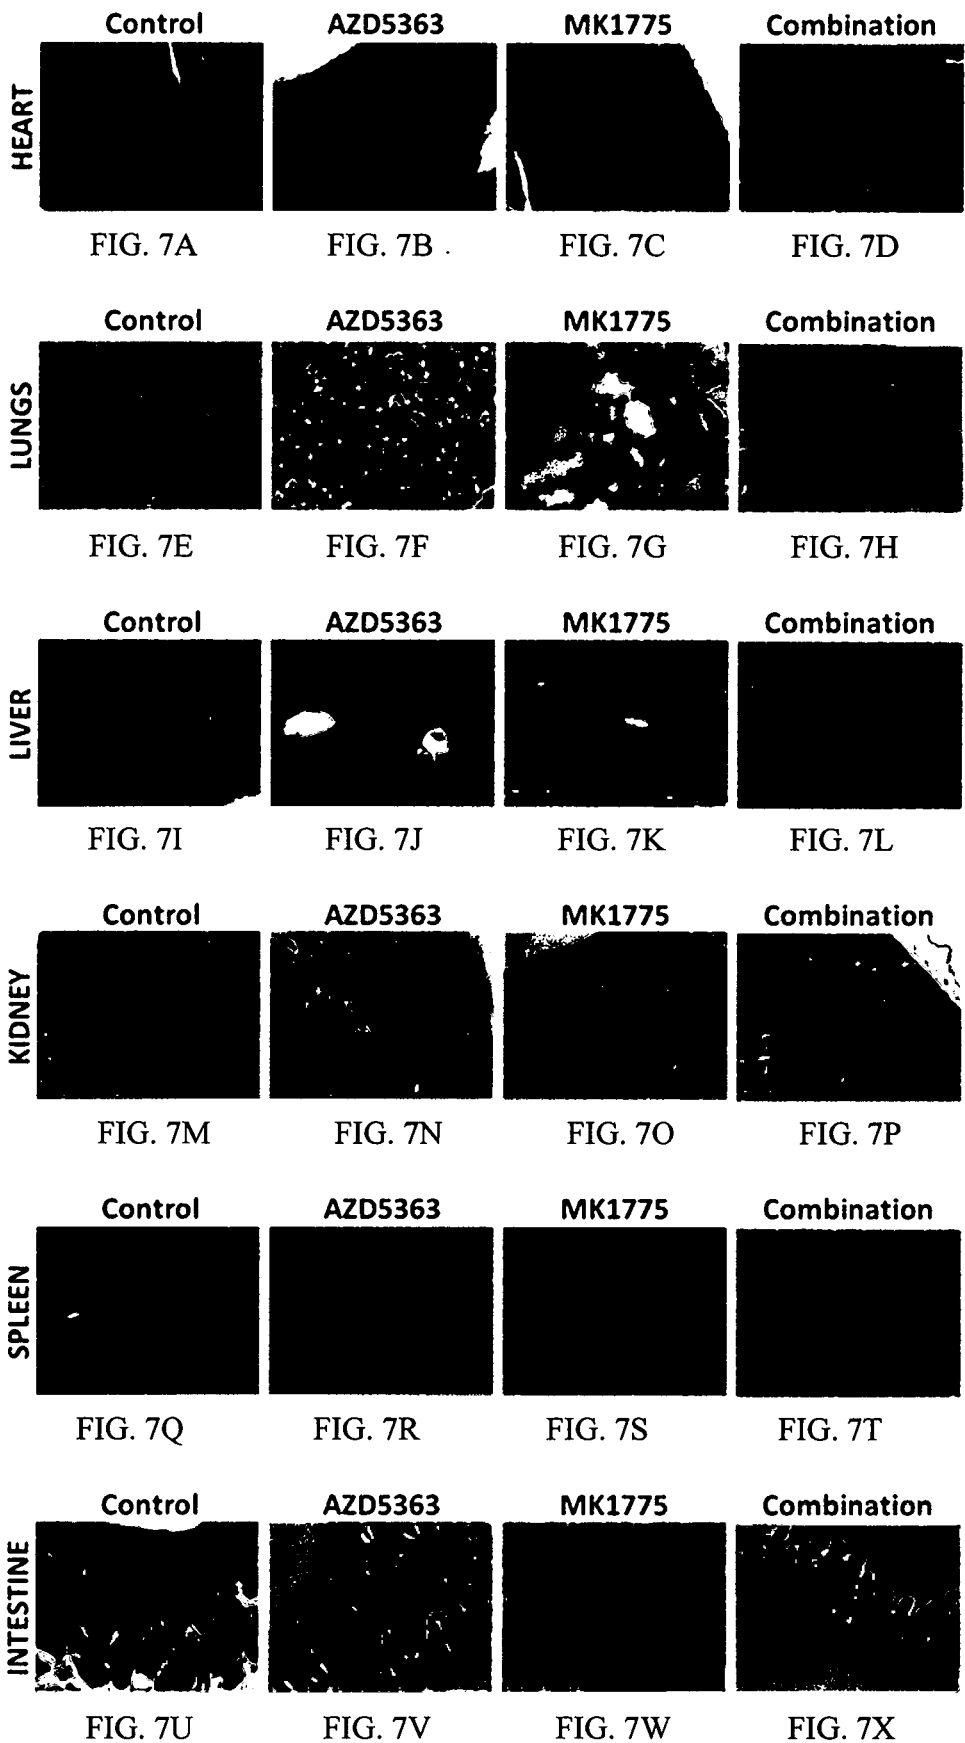 Control AZD5363 MK1775 Combination
HEART
FIG. 7A FIG. 7B FIG. 7C FIG. 7D
Control AZD5363 MK1775 Combination
LUNGS
FIG. 7E FIG. 7F FIG. 7G FIG. 7H
Control AZD5363 MK1775 Combination
LIVER
FIG. 7I FIG. 7J FIG. 7K FIG. 7L
Control AZD5363 MK1775 Combination
KIDNEY
FIG. 7M FIG. 7N FIG. 7O FIG. 7P
Control AZD5363 MK1775 Combination
SPLEEN
FIG. 7Q FIG. 7R FIG. 7S FIG. 7T
Control AZD5363 MK1775 Combination
INTESTINE
FIG. 7U FIG. 7V FIG. 7W FIG. 7X